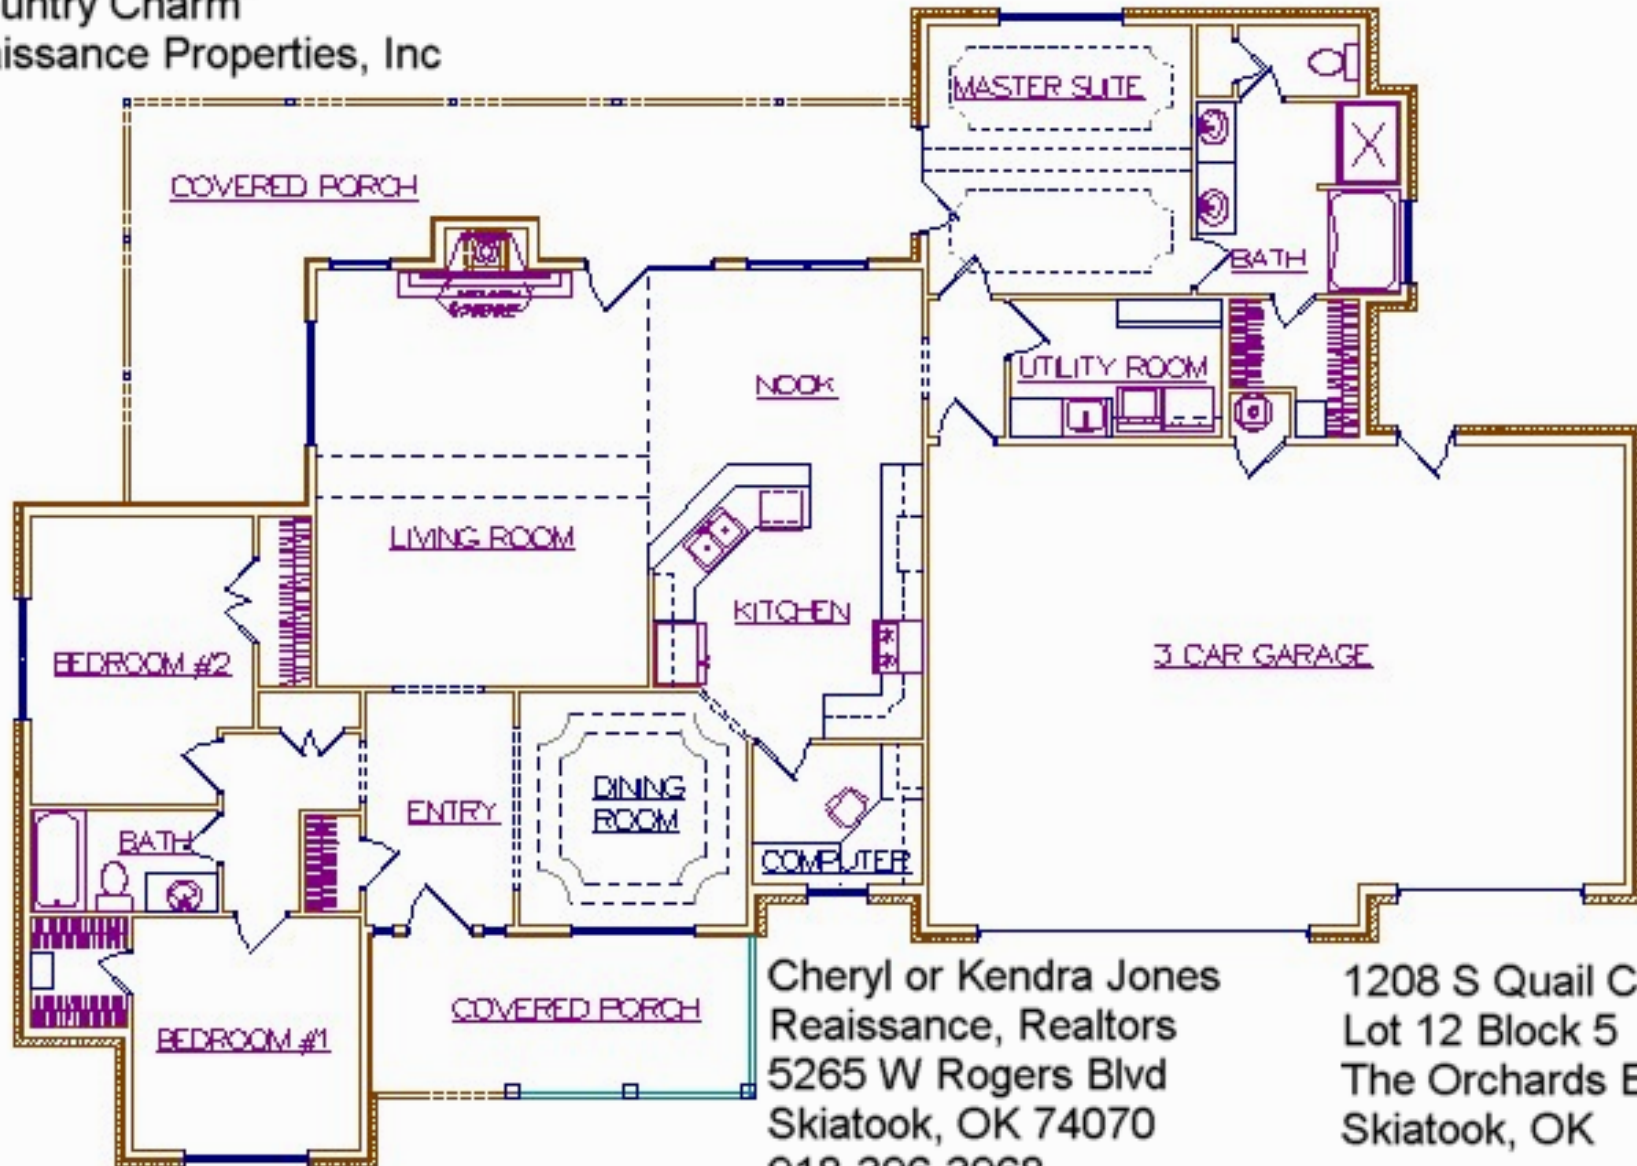 untry Charm
issance Properties, Inc
MASTER SUITE
COVERED PORCH
BATH
UTILITY ROOM
NOOK
LIVING ROOM
KITCHEN
BEDROOM #2
3 CAR GARAGE
DINING
ROOM
ENTRY
BATH
COMPUTER
COVERED PORCH
BEDROOM #1
Cheryl or Kendra Jones
Reaissance, Realtors
5265 W Rogers Blvd
Skiatook, OK 74070
1208 S Quail C
Lot 12 Block 5
The Orchards
Skiatook, OK